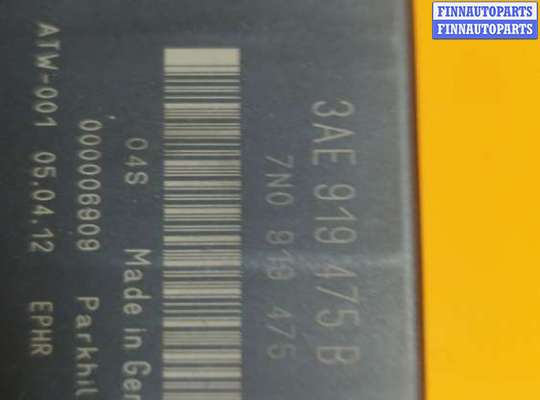 FINNAUTOPARTS
FINNAUTOPARTS
3AE 919 475 B
7N0 919 475
04S Made in Ger
000006909 Parkhil
ATW-001 05.04.12 EPHR